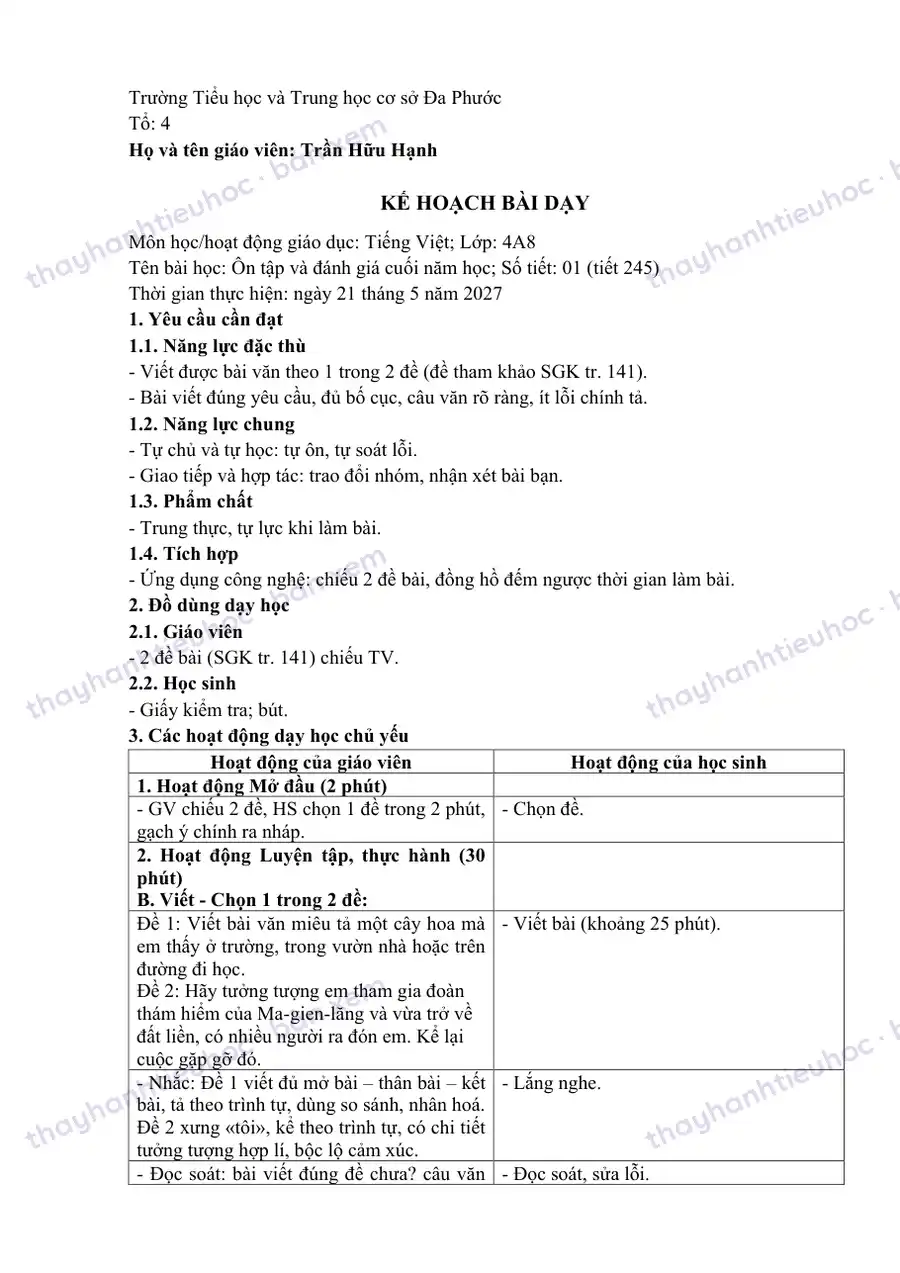 Trường Tiểu học và Trung học cơ sở Đa Phước
Tổ: 4
Họ và tên giáo viên: Trần Hữu Hạnh
KẾ HOẠCH BÀI DẠY
Môn học/hoạt động giáo dục: Tiếng Việt; Lớp: 4A8
Tên bài học: Ôn tập và đánh giá cuối năm học; Số tiết: 01 (tiết 245)
Thời gian thực hiện: ngày 21 tháng 5 năm 2027
1. Yêu cầu cần đạt
1.1. Năng lực đặc thù
- Viết được bài văn theo 1 trong 2 đề (đề tham khảo SGK tr. 141).
- Bài viết đúng yêu cầu, đủ bố cục, câu văn rõ ràng, ít lỗi chính tả.
1.2. Năng lực chung
- Tự chủ và tự học: tự ôn, tự soát lỗi.
- Giao tiếp và hợp tác: trao đổi nhóm, nhận xét bài bạn.
1.3. Phẩm chất
- Trung thực, tự lực khi làm bài.
1.4. Tích hợp
- Ứng dụng công nghệ: chiếu 2 đề bài, đồng hồ đếm ngược thời gian làm bài.
2. Đồ dùng dạy học
2.1. Giáo viên
- 2 đề bài (SGK tr. 141) chiếu TV.
2.2. Học sinh
- Giấy kiểm tra; bút.
3. Các hoạt động dạy học chủ yếu
Hoạt động của giáo viên
Hoạt động của học sinh
1. Hoạt động Mở đầu (2 phút)
- GV chiếu 2 đề, HS chọn 1 đề trong 2 phút,
gạch ý chính ra nháp.
- Chọn đề.
2. Hoạt động Luyện tập, thực hành (30
phút)
B. Viết - Chọn 1 trong 2 đề:
Đề 1: Viết bài văn miêu tả một cây hoa mà
em thấy ở trường, trong vườn nhà hoặc trên
đường đi học.
Đề 2: Hãy tưởng tượng em tham gia đoàn
thám hiểm của Ma-gien-lăng và vừa trở về
đất liền, có nhiều người ra đón em. Kể lại
cuộc gặp gỡ đó.
- Viết bài (khoảng 25 phút).
- Nhắc: Đề 1 viết đủ mở bài – thân bài – kết
bài, tả theo trình tự, dùng so sánh, nhân hoá.
Đề 2 xưng «tôi», kể theo trình tự, có chi tiết
tưởng tượng hợp lí, bộc lộ cảm xúc.
- Lắng nghe.
- Đọc soát: bài viết đúng đề chưa? câu văn
- Đọc soát, sửa lỗi.
thayhanhtieuhoc · bản xem
thayhanhtieuhoc · b
thayhanhtieuhoc · bản xem
thayhanhtieuhoc · b
thayhanhtieuhoc · bản xem
thayhanhtieuhoc · b